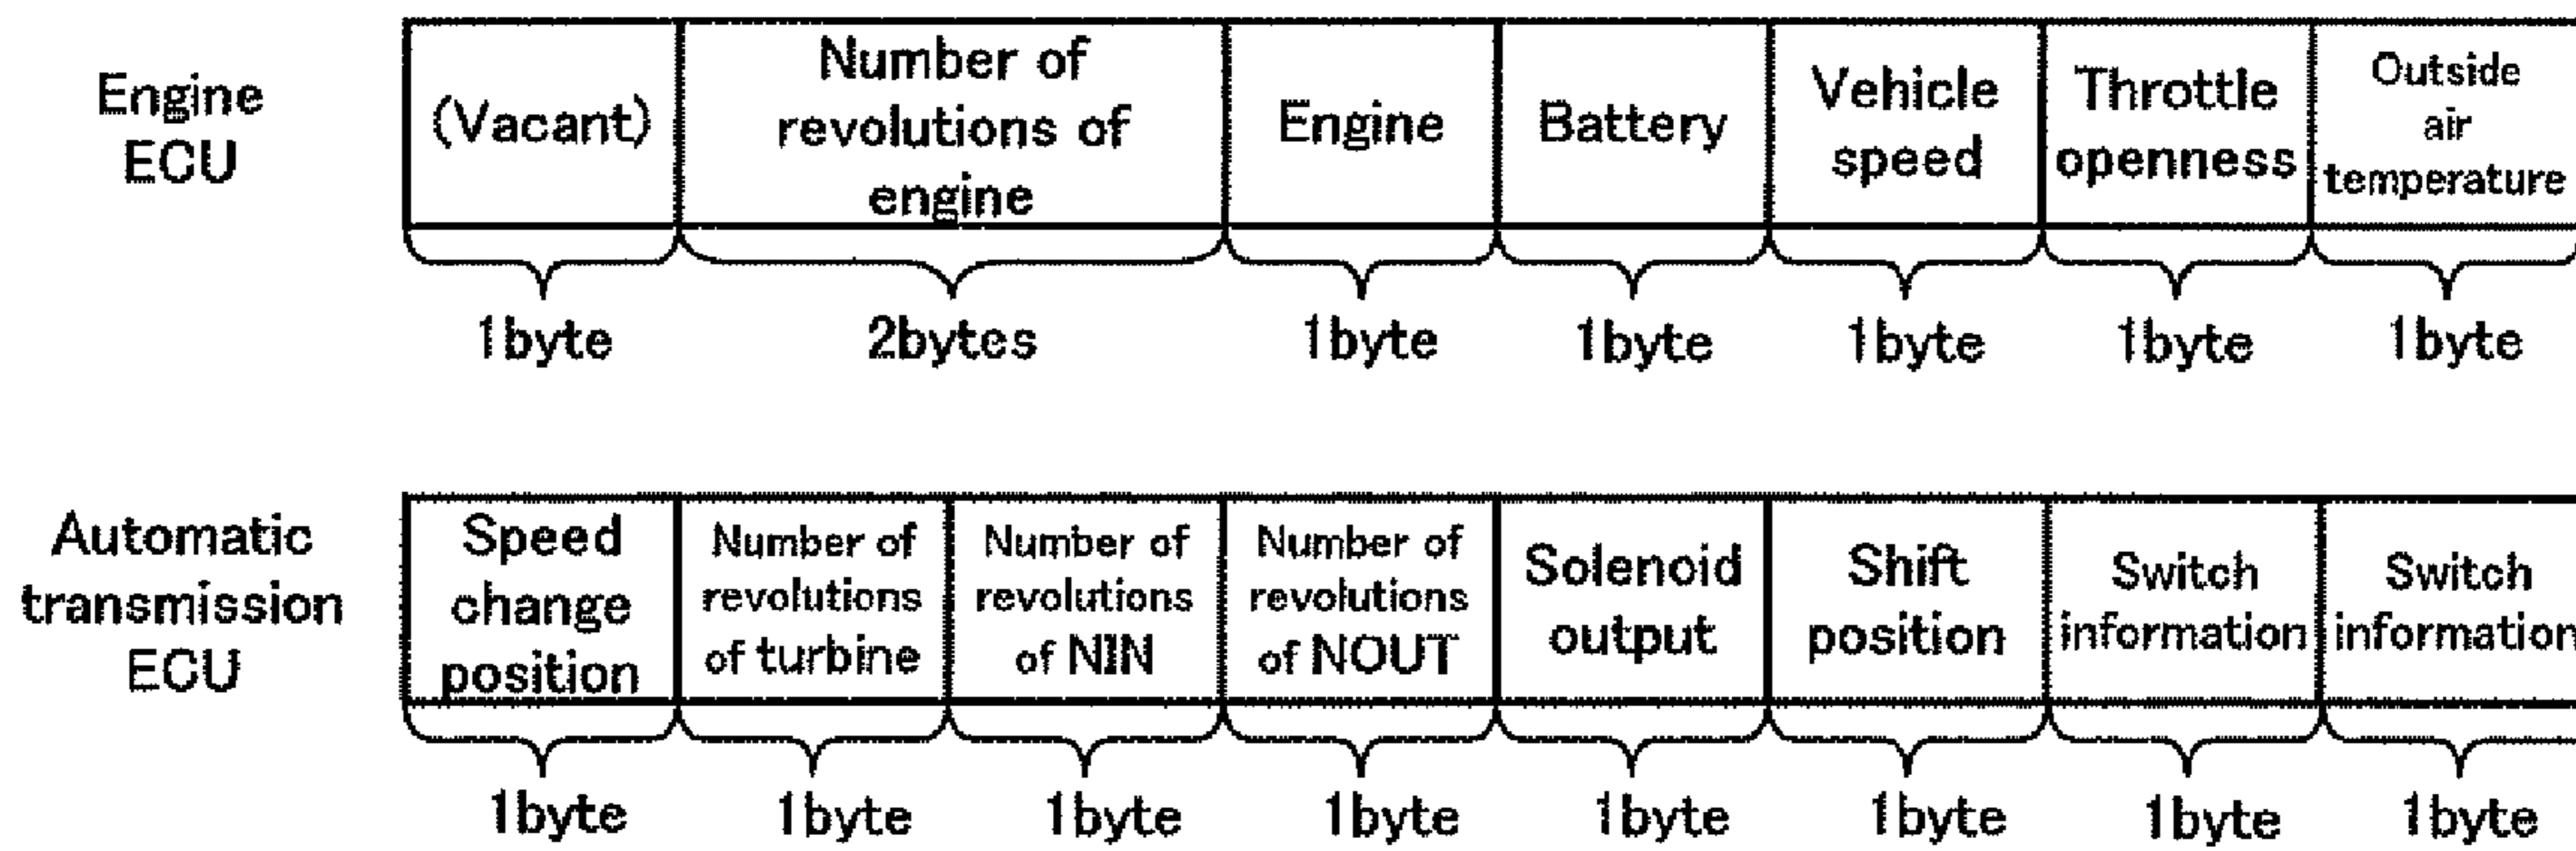 Engine
ECU
(Vacant)
Number of
revolutions of
engine
Engine
Battery
Vehicle
speed
Throttle
openness
Outside
air
temperature
1byte
2bytes
1byte
1byte
1byte
1byte
1byte
Automatic
transmission
ECU
Speed
change
position
Number of
revolutions
of turbine
Number of
revolutions
of NIN
Number of
revolutions
of NOUT
Solenoid
output
Shift
position
Switch
information
Switch
information
1byte
1byte
1byte
1byte
1byte
1byte
1byte
1byte